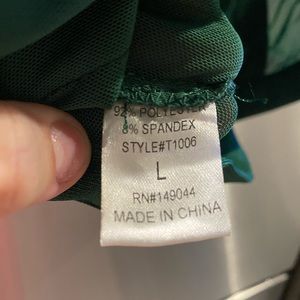 92% POLYESTER
8% SPANDEX
STYLE#T1006
L
RN#149044
MADE IN CHINA